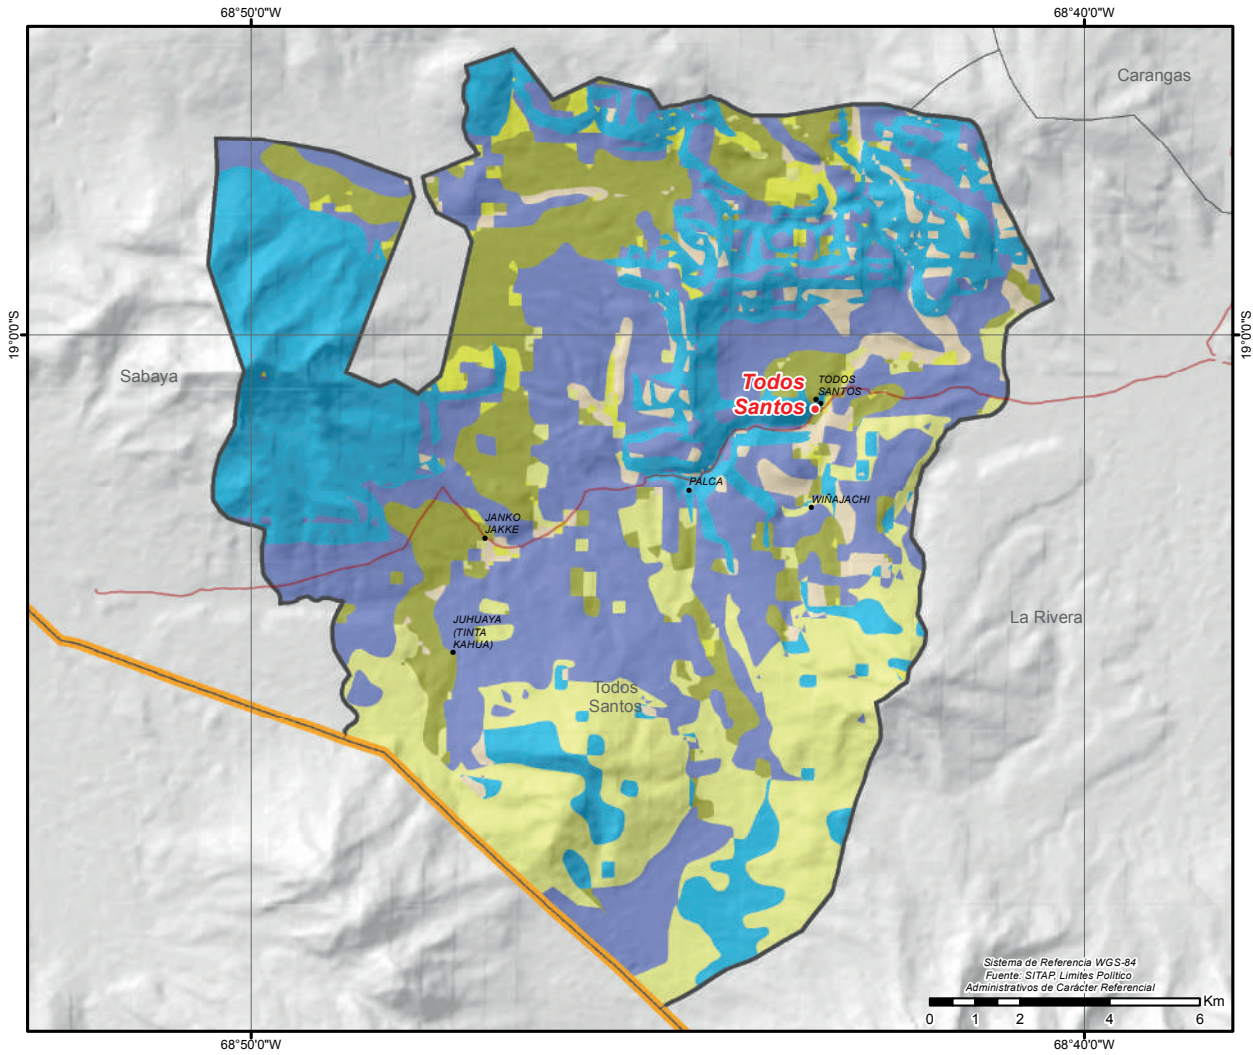 68°50'0"W
68°40'0"W
Carangas
19°0'0"S
19°0'0"S
Sabaya
Todos
Santos
TODOS
SANTOS
PALCA
WIÑAJACHI
JANKO
JAKKE
La Rivera
JUHUAYA
(TINTA
KAHUA)
Todos
Santos
Sistema de Referencia WGS-84
Fuente: SITAP, Limites Político
Administrativos de Carácter Referencial
Km
0 1 2 4 6
68°50'0"W
68°40'0"W